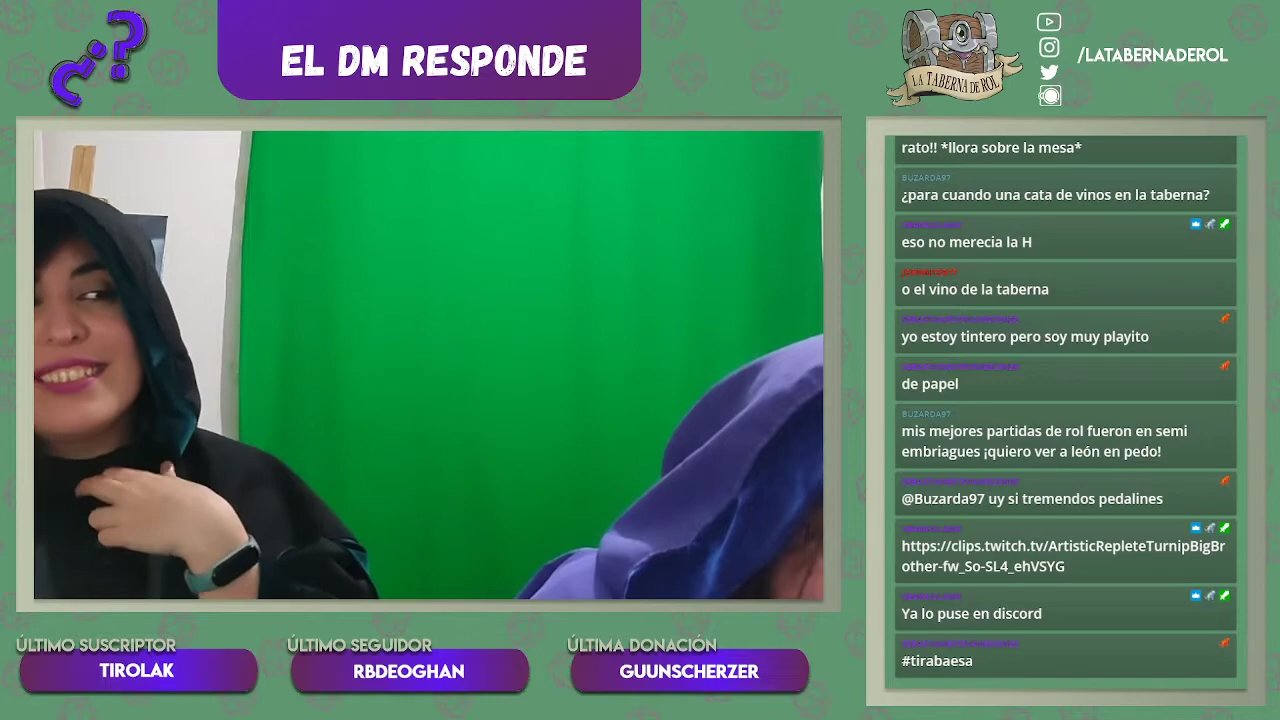 EL DM RESPONDE
LA TABERNA DE ROL
/LATABERNADEROL
rato!! *llora sobre la mesa*
BUZARDA97
¿para cuando una cata de vinos en la taberna?
eso no merecia la H
o el vino de la taberna
yo estoy tintero pero soy muy playito
de papel
BUZARDA97
mis mejores partidas de rol fueron en semi
embriagues ¡quiero ver a león en pedo!
@Buzarda97 uy si tremendos pedalines
https://clips.twitch.tv/ArtisticRepleteTurnipBigBr
other-fw_So-SL4_ehVSYG
Ya lo puse en discord
#tirabaesa
ÚLTIMO SUSCRIPTOR
TIROLAK
ÚLTIMO SEGUIDOR
RBDEOGHAN
ÚLTIMA DONACIÓN
GUUNSCHERZER